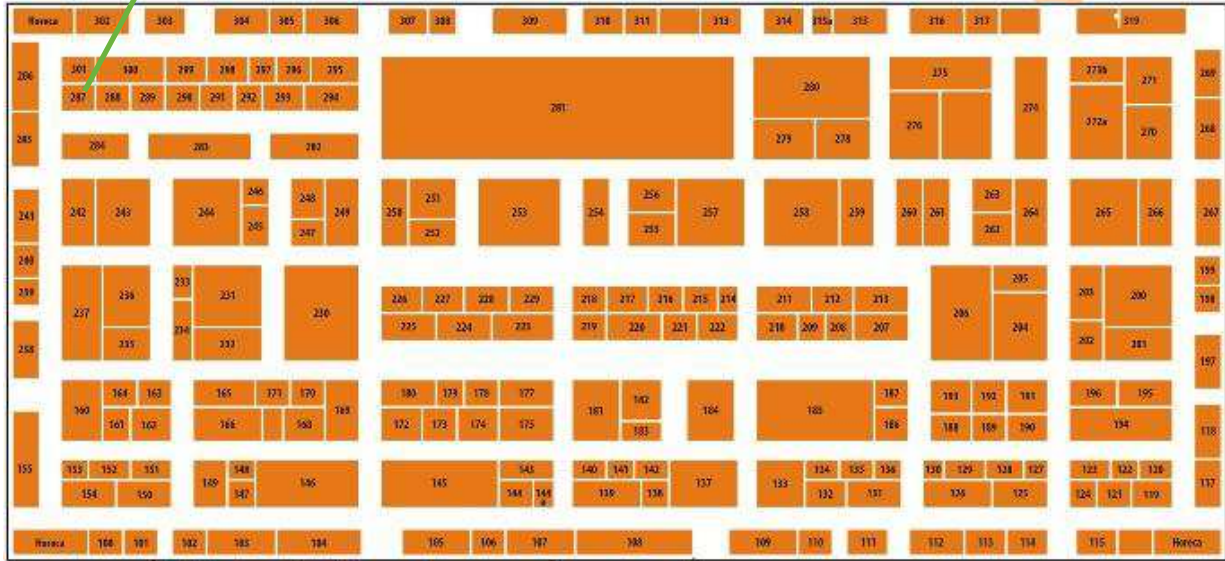 Horeca 302 303 304 305 306 307 308 309 310 311 313 314 315a 315 316 317 319
286 301 300 299 298 297 296 295 281 280 275 274 273b 271 269
287 288 289 290 291 292 293 294 276 272a 270 268
285 284 283 282 279 278
241 242 243 244 246 248 249 250 251 253 254 256 257 258 259 260 261 263 264 265 266 267
245 247 252 255 262
240 237 236 233 231 230 206 205 203 200 199
239 226 227 228 229 218 217 216 215 214 211 212 213 198
238 234 225 224 223 219 220 221 222 210 209 208 207 204
235 232 202 201 197
160 164 163 165 171 170 169 180 179 178 177 181 182 184 185 187 193 192 191 196 195
161 162 166 168 172 173 174 175 183 186 188 189 190 194 118
155 153 152 151 149 148 146 145 143 140 141 142 137 133 134 135 136 130 129 128 127 123 122 120 117
154 150 147 144 144 a 139 138 132 131 126 125 124 121 119
Horeca 100 101 102 103 104 105 106 107 108 109 110 111 112 113 114 115 Horeca